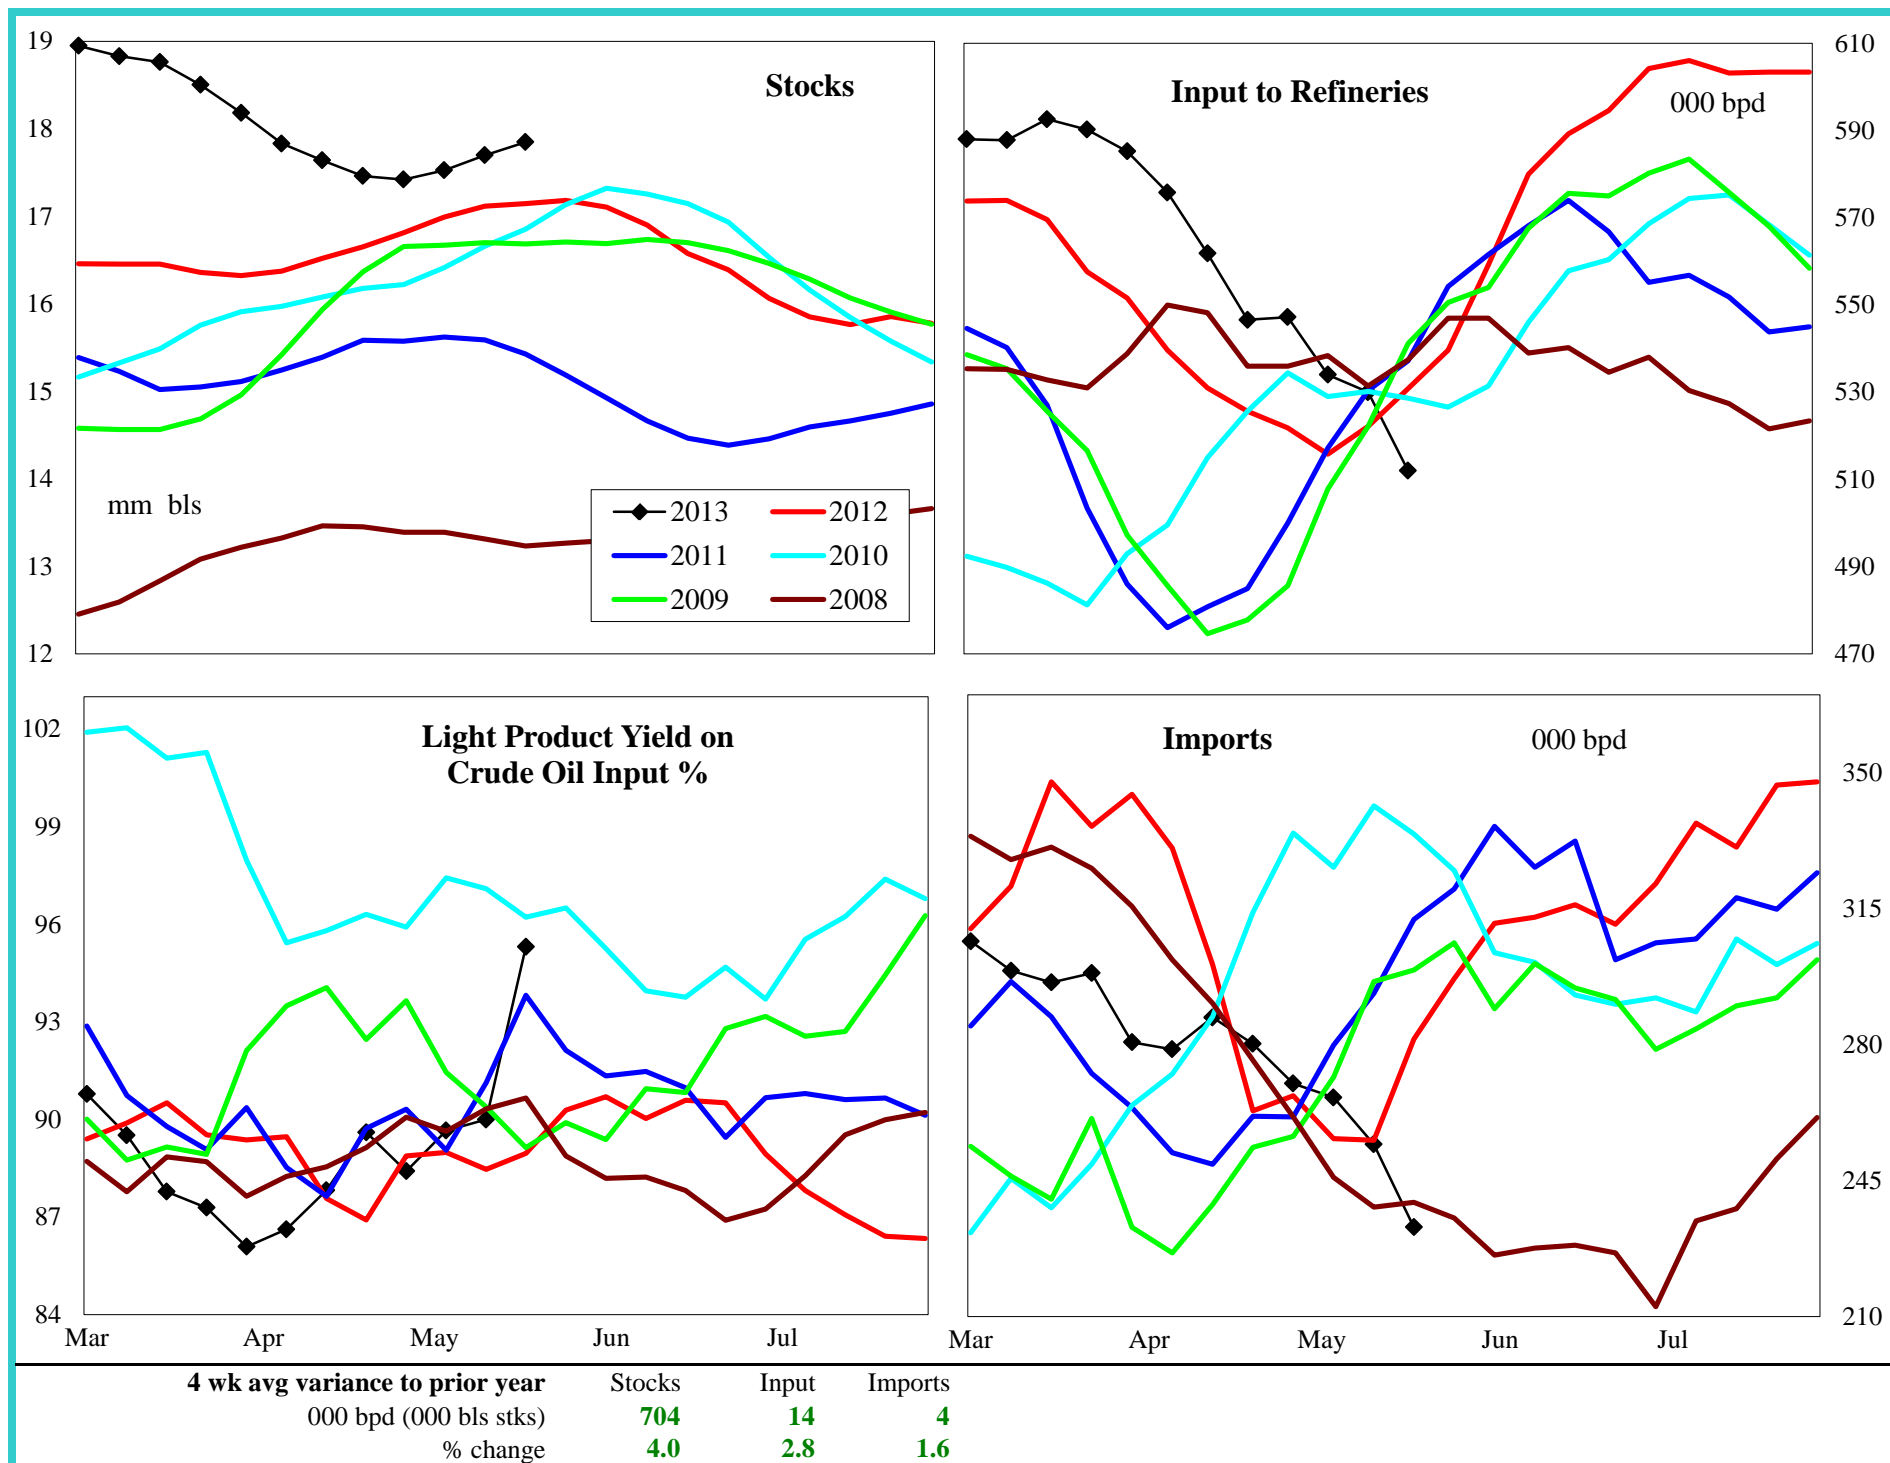 Stocks
19
18
17
16
15
14
13
12
mm bls
2013
2012
2011
2010
2009
2008
Input to Refineries
000 bpd
610
590
570
550
530
510
490
470
Light Product Yield on
Crude Oil Input %
102
99
96
93
90
87
84
Mar Apr May Jun Jul
Imports
000 bpd
350
315
280
245
210
Mar Apr May Jun Jul
4 wk avg variance to prior year Stocks Input Imports
000 bpd (000 bls stks) 704 14 4
% change 4.0 2.8 1.6